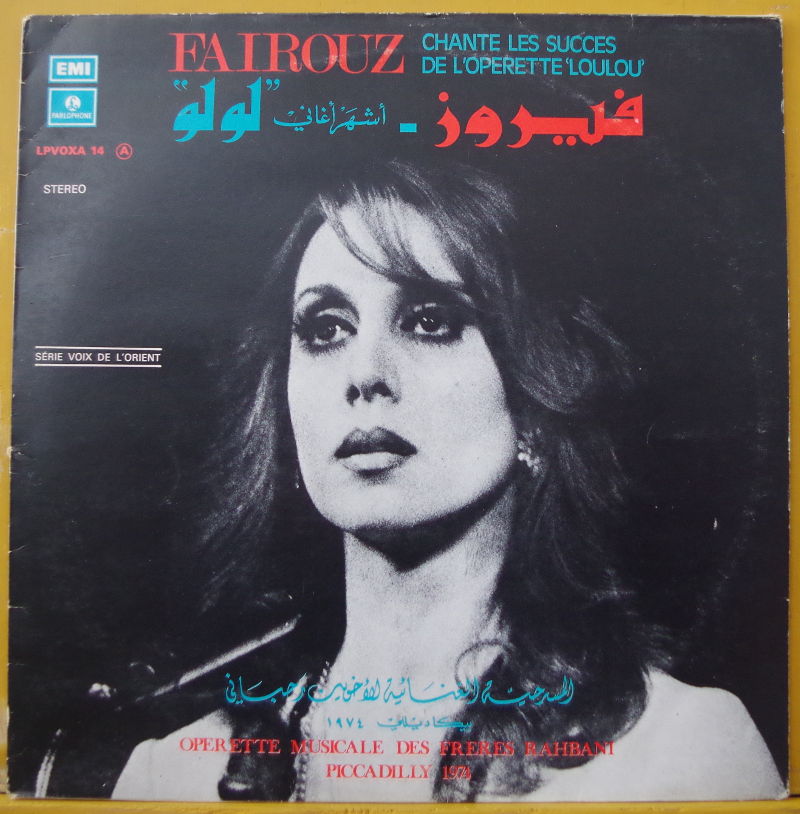 FAIROUZ
CHANTE LES SUCCES
DE L'OPERETTE 'LOULOU'
فيروز - أشهر أغاني "لولو"
EMI
PARLOPHONE
LPVOXA 14 A
STEREO
SÉRIE VOIX DE L'ORIENT
المسرحية الغنائية للأخوين رحباني
بيكاديللي ١٩٧٤
OPERETTE MUSICALE DES FRERES RAHBANI
PICCADILLY 1974